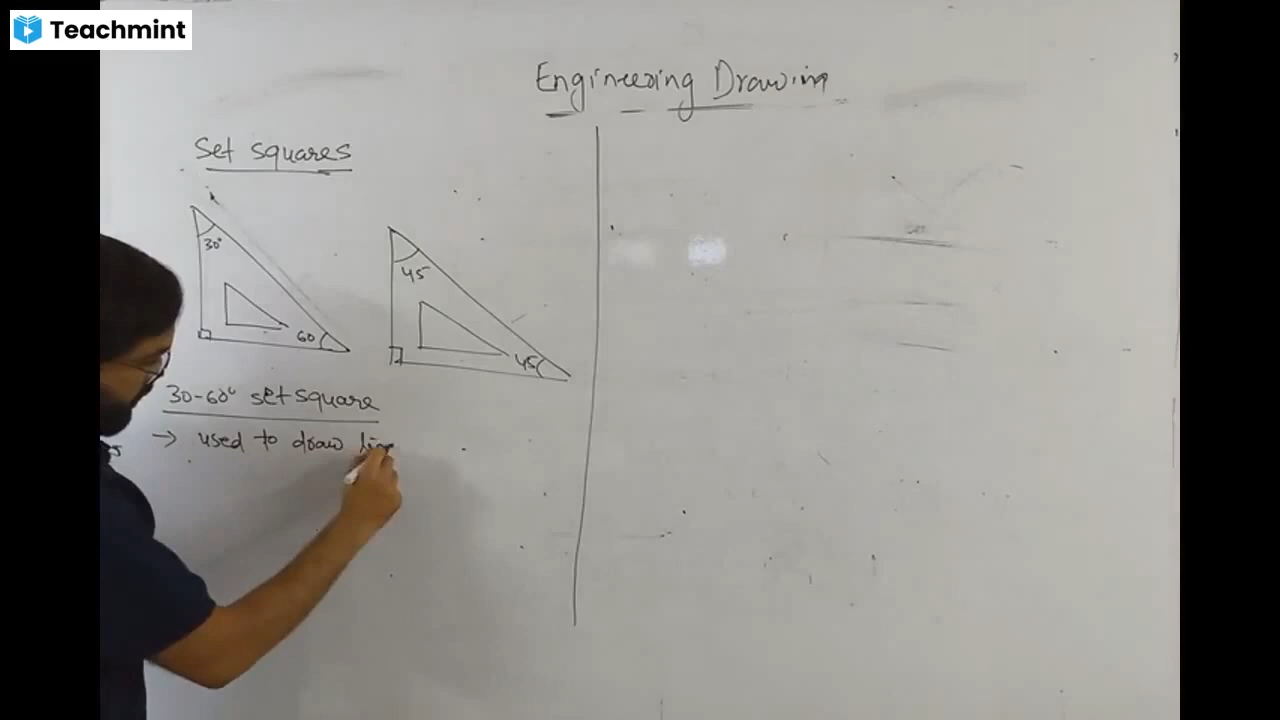 Teachmint
Engineering Drawing
Set squares
30°
60
45
45
30-60° set square
→ used to draw